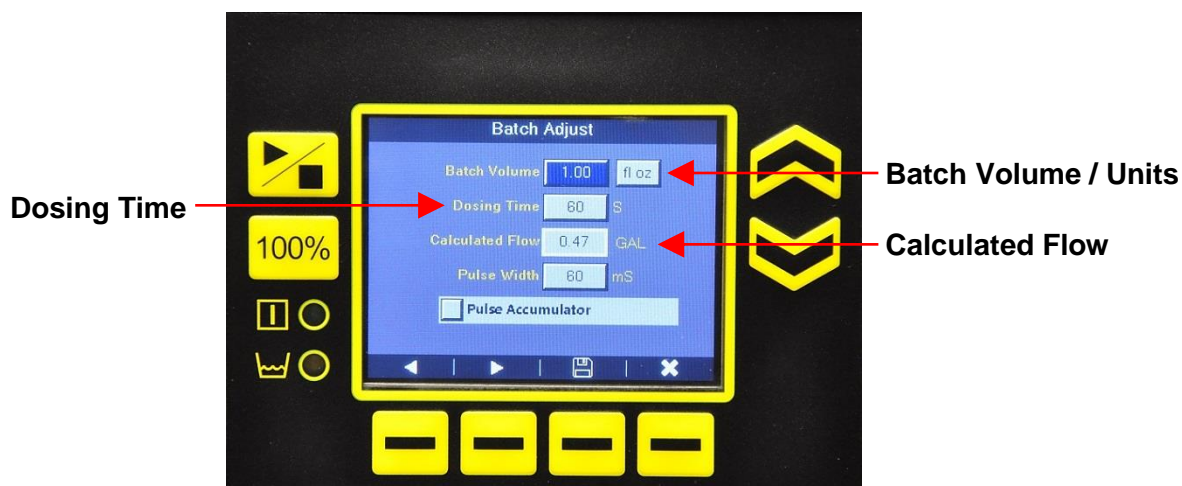 Batch Adjust
Batch Volume 1.00 fl oz
Batch Volume / Units
Dosing Time
Dosing Time 60 S
100%
Calculated Flow 0.47 GAL
Calculated Flow
Pulse Width 60 mS
Pulse Accumulator